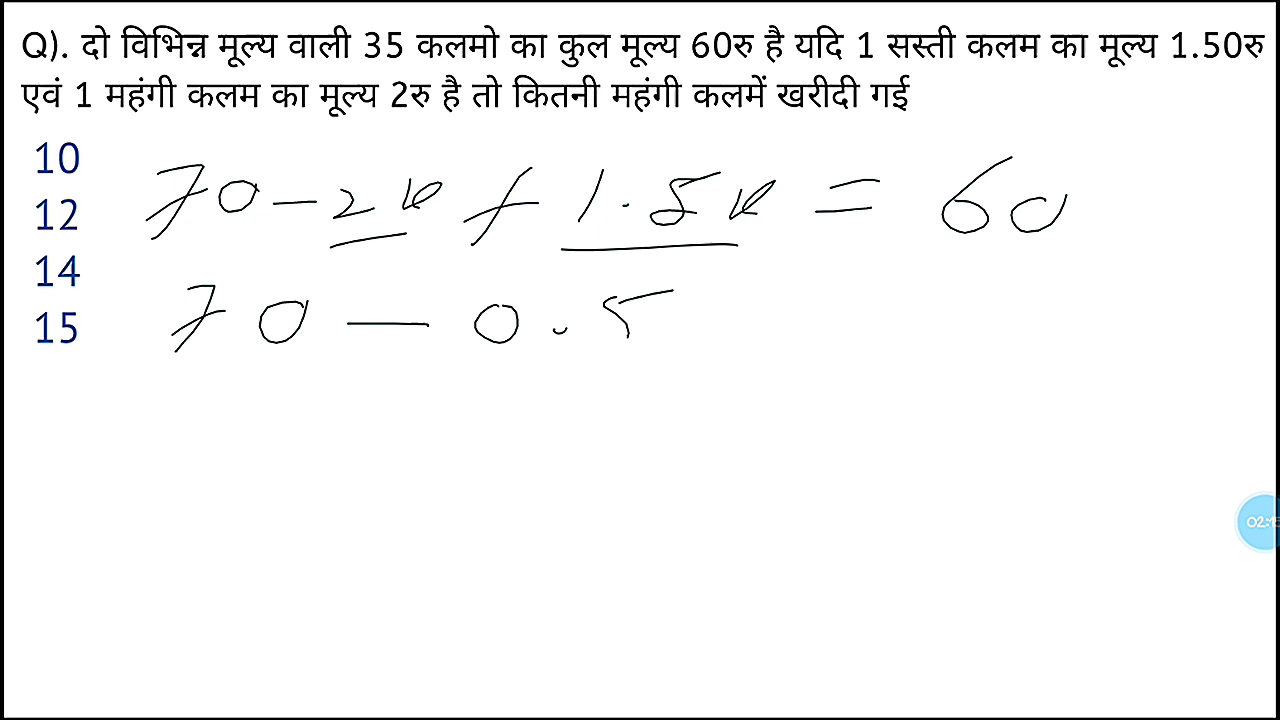 Q). दो विभिन्न मूल्य वाली 35 कलमो का कुल मूल्य 60रु है यदि 1 सस्ती कलम का मूल्य 1.50रु
एवं 1 महंगी कलम का मूल्य 2रु है तो कितनी महंगी कलमें खरीदी गई
10
12
14
15
70 - 2x + 1.5x = 60
70 - 0.5